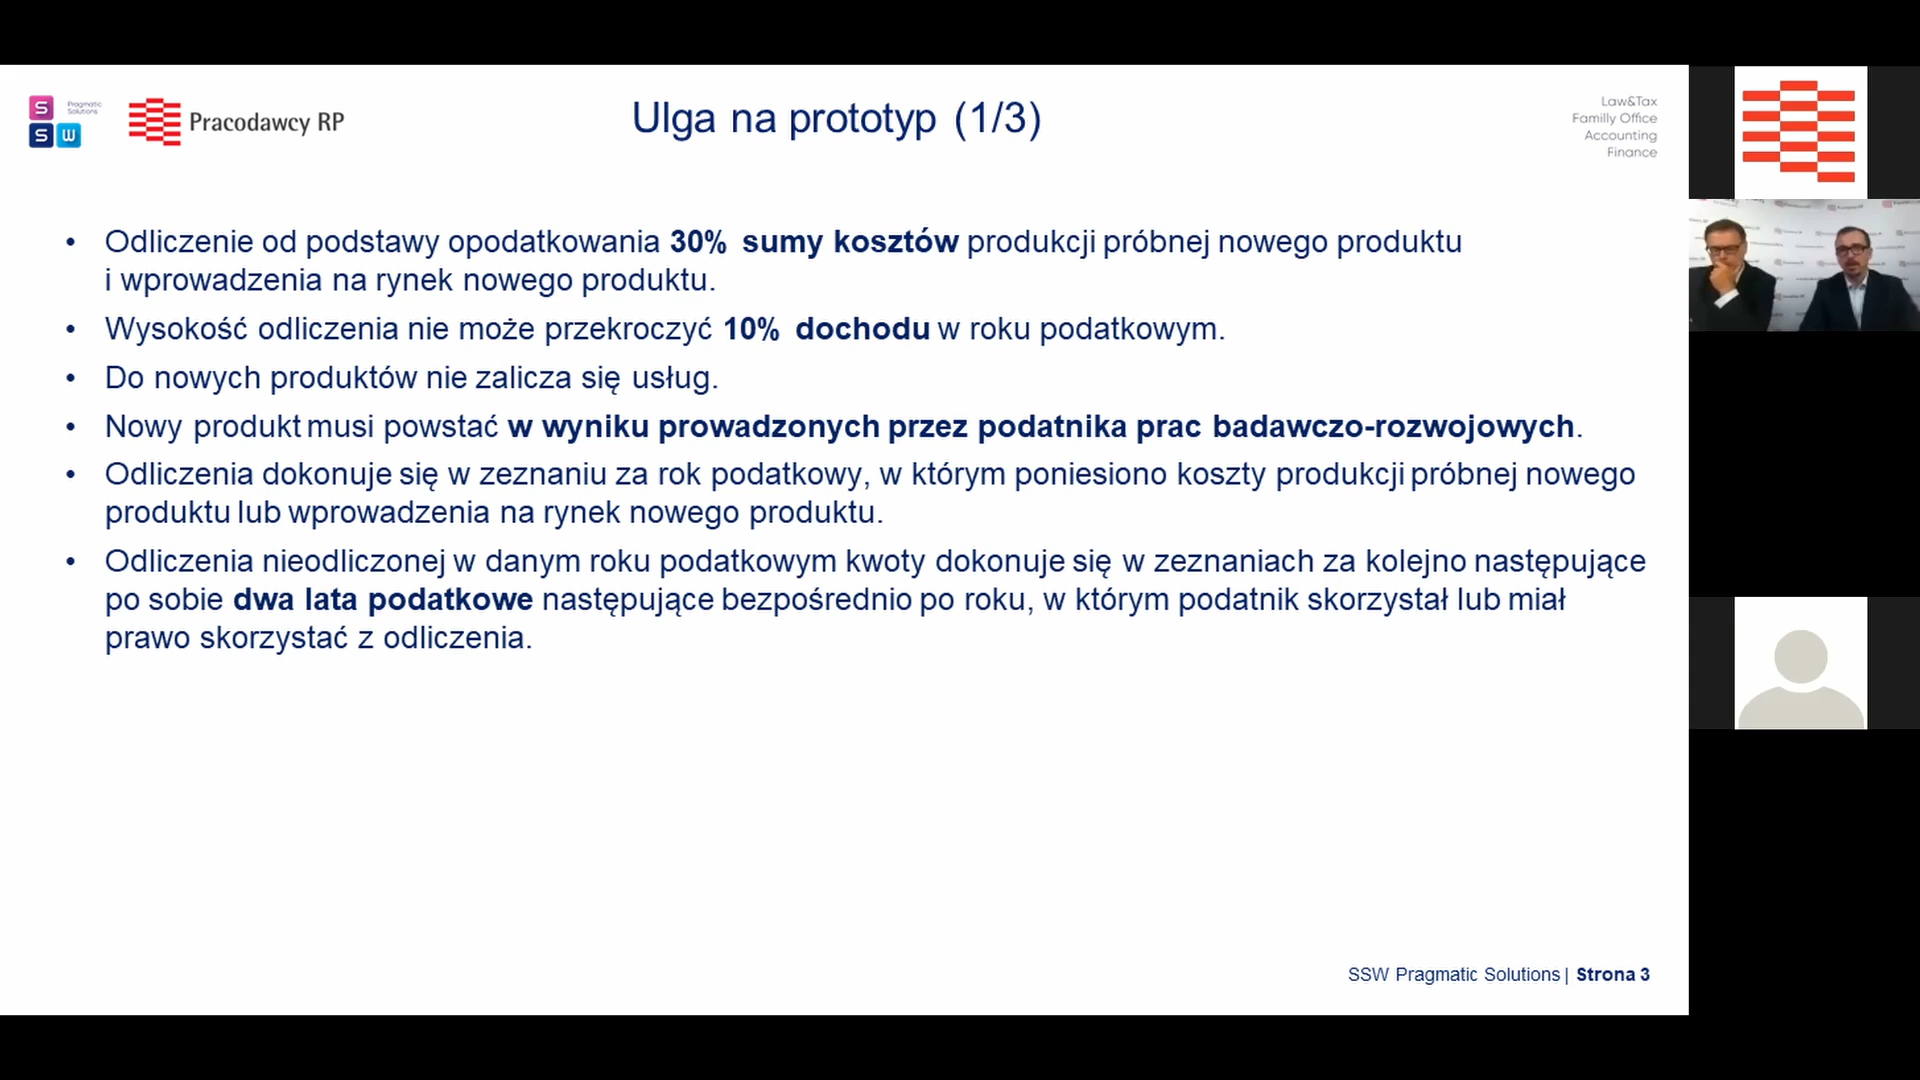 S
S W
Pragmatic
Solutions
Pracodawcy RP
Ulga na prototyp (1/3)
Law&Tax
Familly Office
Accounting
Finance
• Odliczenie od podstawy opodatkowania 30% sumy kosztów produkcji próbnej nowego produktu
i wprowadzenia na rynek nowego produktu.
• Wysokość odliczenia nie może przekroczyć 10% dochodu w roku podatkowym.
• Do nowych produktów nie zalicza się usług.
• Nowy produkt musi powstać w wyniku prowadzonych przez podatnika prac badawczo-rozwojowych.
• Odliczenia dokonuje się w zeznaniu za rok podatkowy, w którym poniesiono koszty produkcji próbnej nowego
produktu lub wprowadzenia na rynek nowego produktu.
• Odliczenia nieodliczonej w danym roku podatkowym kwoty dokonuje się w zeznaniach za kolejno następujące
po sobie dwa lata podatkowe następujące bezpośrednio po roku, w którym podatnik skorzystał lub miał
prawo skorzystać z odliczenia.
SSW Pragmatic Solutions | Strona 3